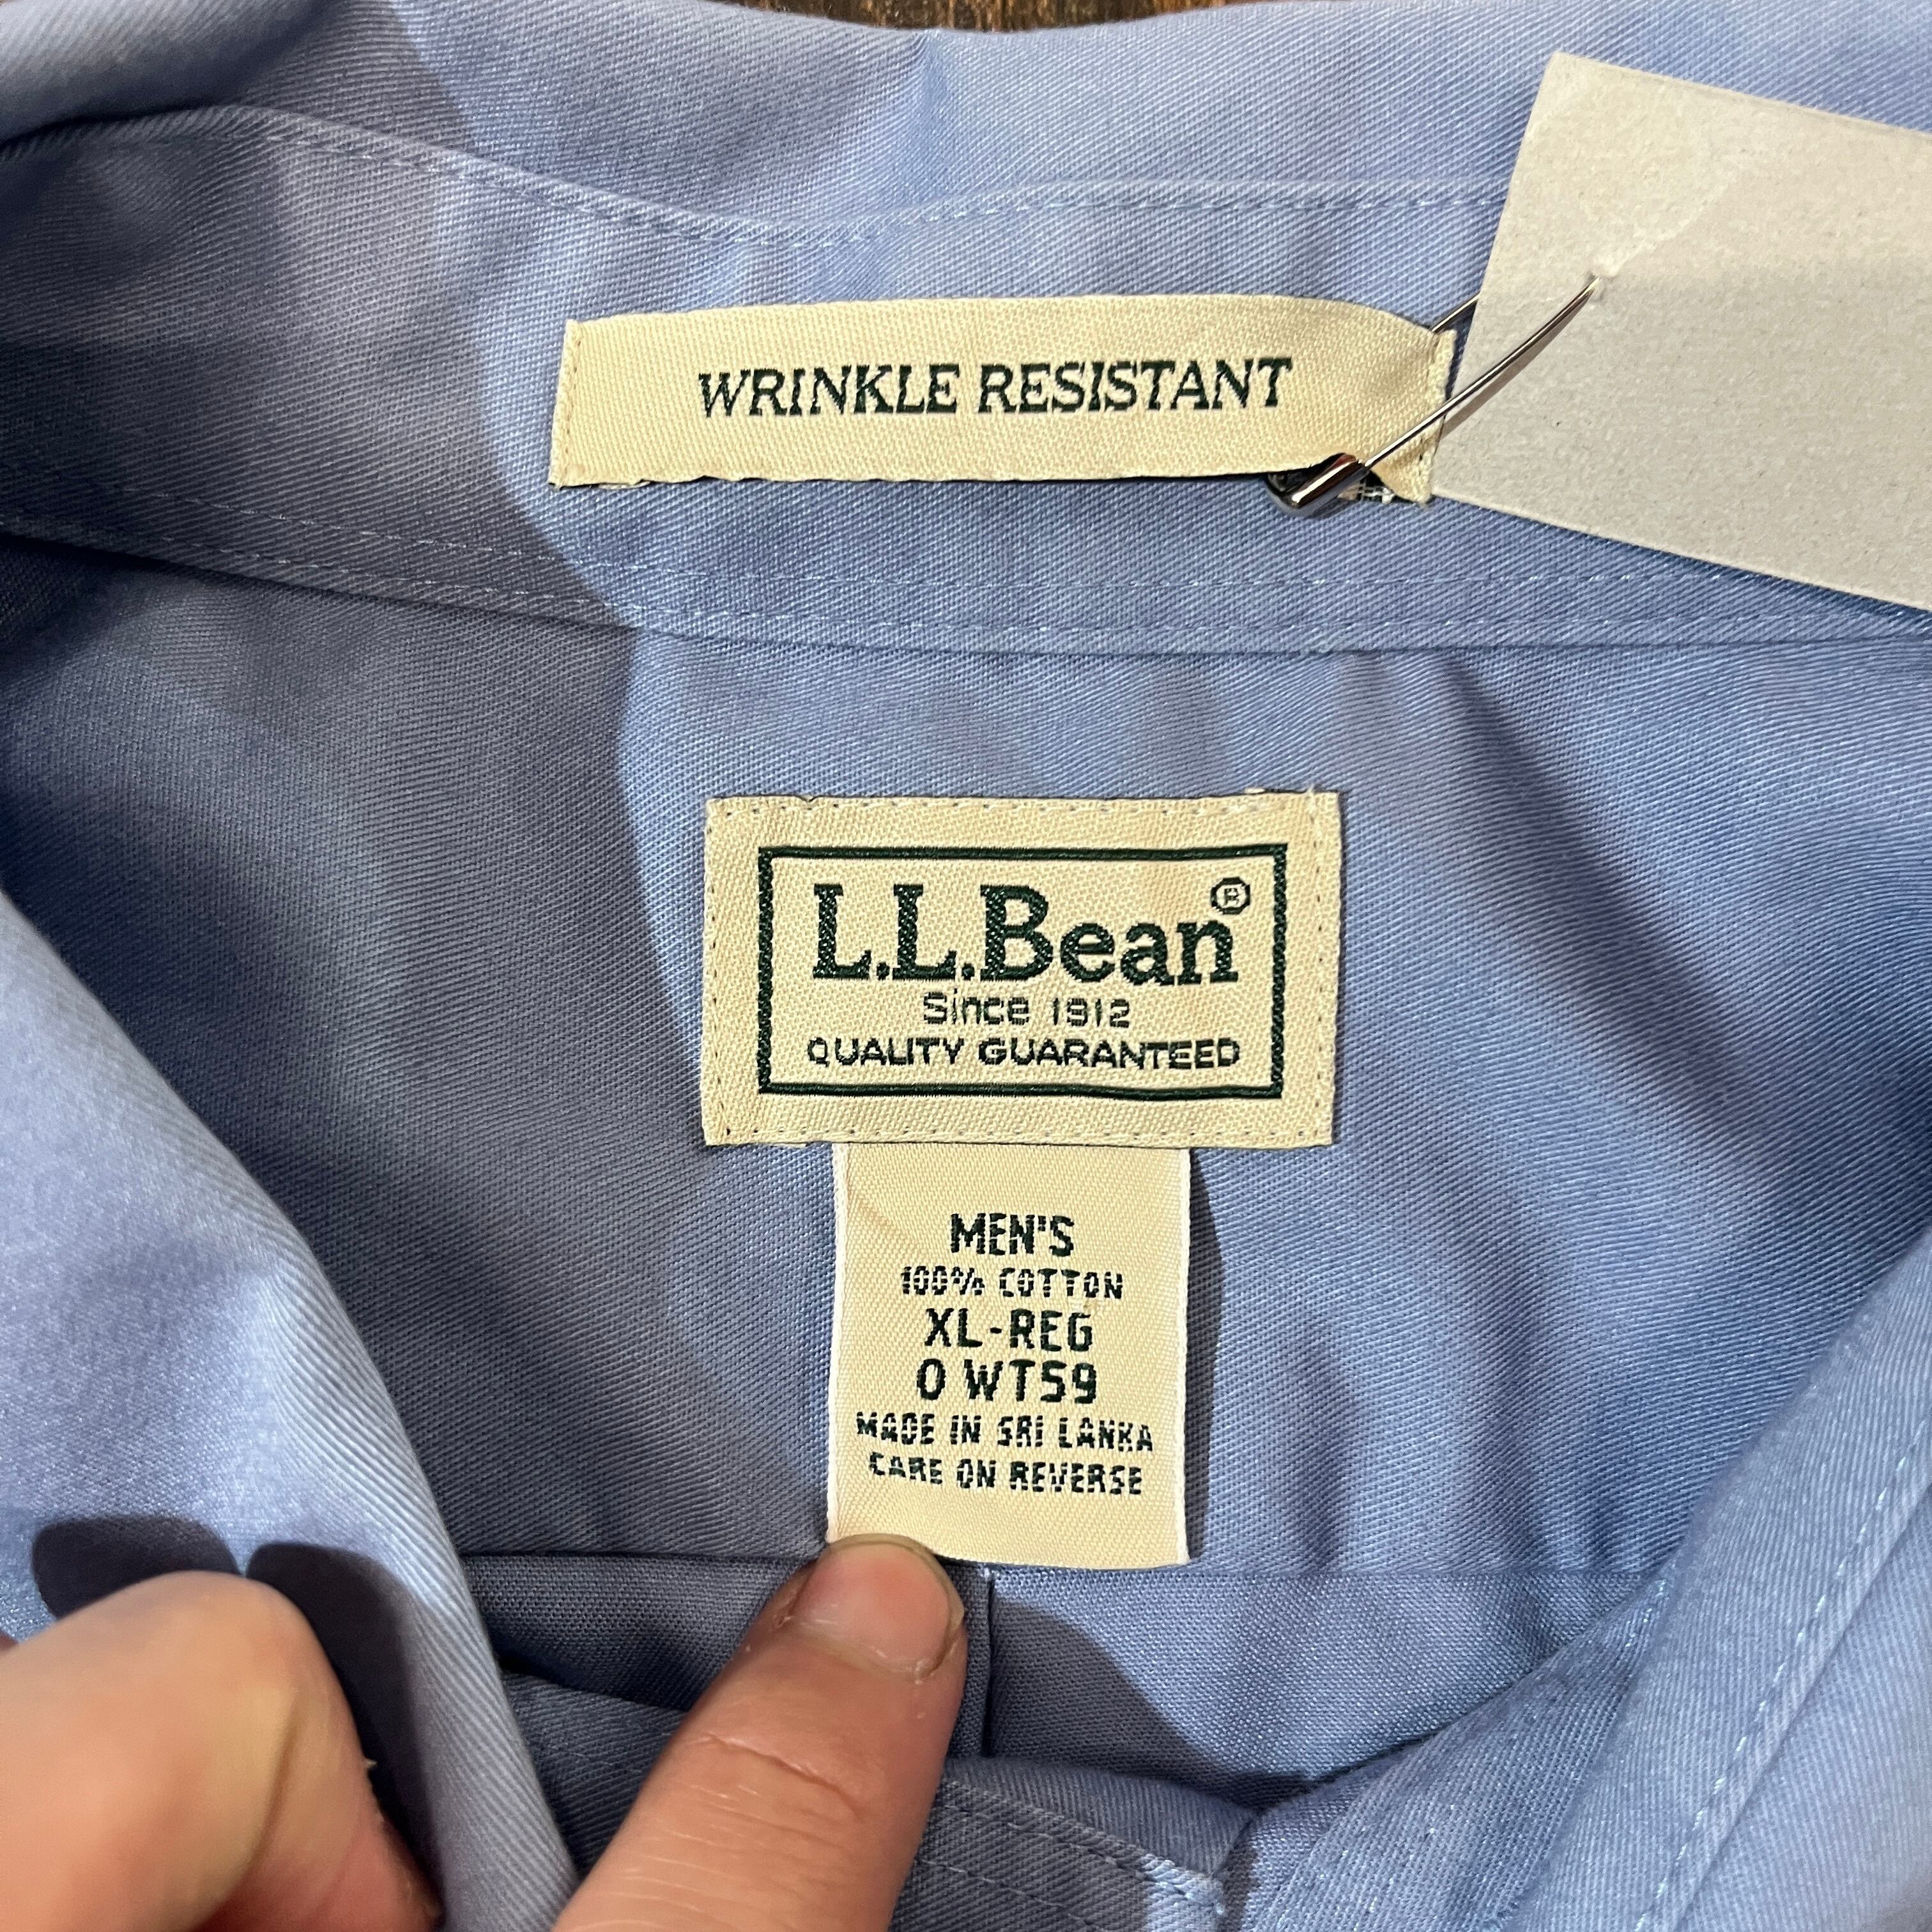 WRINKLE RESISTANT
L.L.Bean®
Since 1912
QUALITY GUARANTEED
MEN'S
100% COTTON
XL-REG
0 WT59
MADE IN SRI LANKA
CARE ON REVERSE